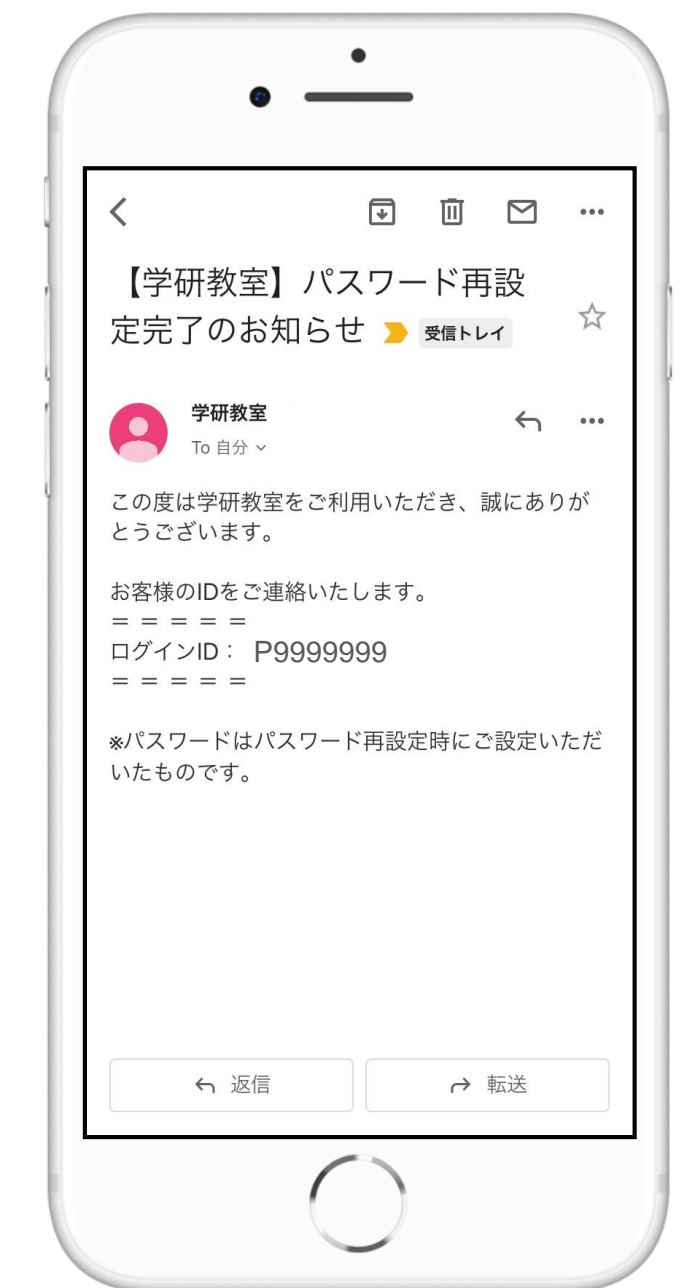 【学研教室】パスワード再設
定完了のお知らせ 受信トレイ
学研教室
To 自分
この度は学研教室をご利用いただき、誠にありが
とうございます。
お客様のIDをご連絡いたします。
＝＝＝＝＝
ログインID： P9999999
＝＝＝＝＝
※パスワードはパスワード再設定時にご設定いただ
いたものです。
返信
転送